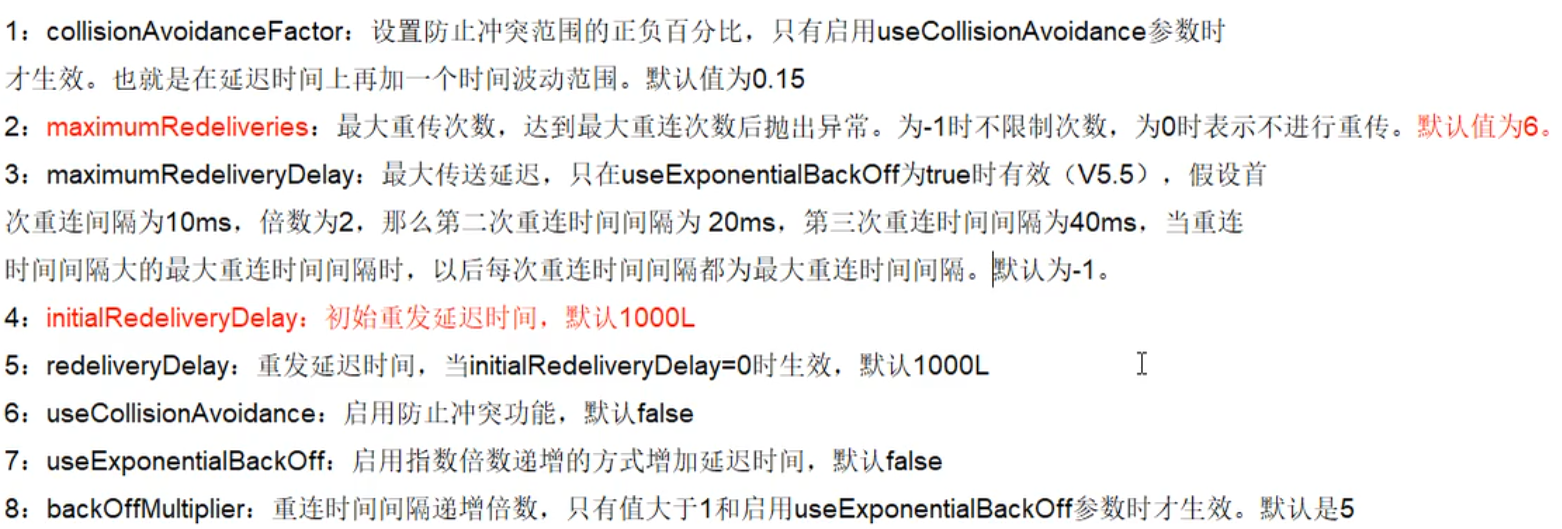 1：collisionAvoidanceFactor：设置防止冲突范围的正负百分比，只有启用useCollisionAvoidance参数时
才生效。也就是在延迟时间上再加一个时间波动范围。默认值为0.15
2：maximumRedeliveries：最大重传次数，达到最大重连次数后抛出异常。为-1时不限制次数，为0时表示不进行重传。默认值为6。
3：maximumRedeliveryDelay：最大传送延迟，只在useExponentialBackOff为true时有效（V5.5），假设首
次重连间隔为10ms，倍数为2，那么第二次重连时间间隔为 20ms，第三次重连时间间隔为40ms，当重连
时间间隔大的最大重连时间间隔时，以后每次重连时间间隔都为最大重连时间间隔。默认为-1。
4：initialRedeliveryDelay：初始重发延迟时间，默认1000L
5：redeliveryDelay：重发延迟时间，当initialRedeliveryDelay=0时生效，默认1000L
6：useCollisionAvoidance：启用防止冲突功能，默认false
7：useExponentialBackOff：启用指数倍数递增的方式增加延迟时间，默认false
8：backOffMultiplier：重连时间间隔递增倍数，只有值大于1和启用useExponentialBackOff参数时才生效。默认是5